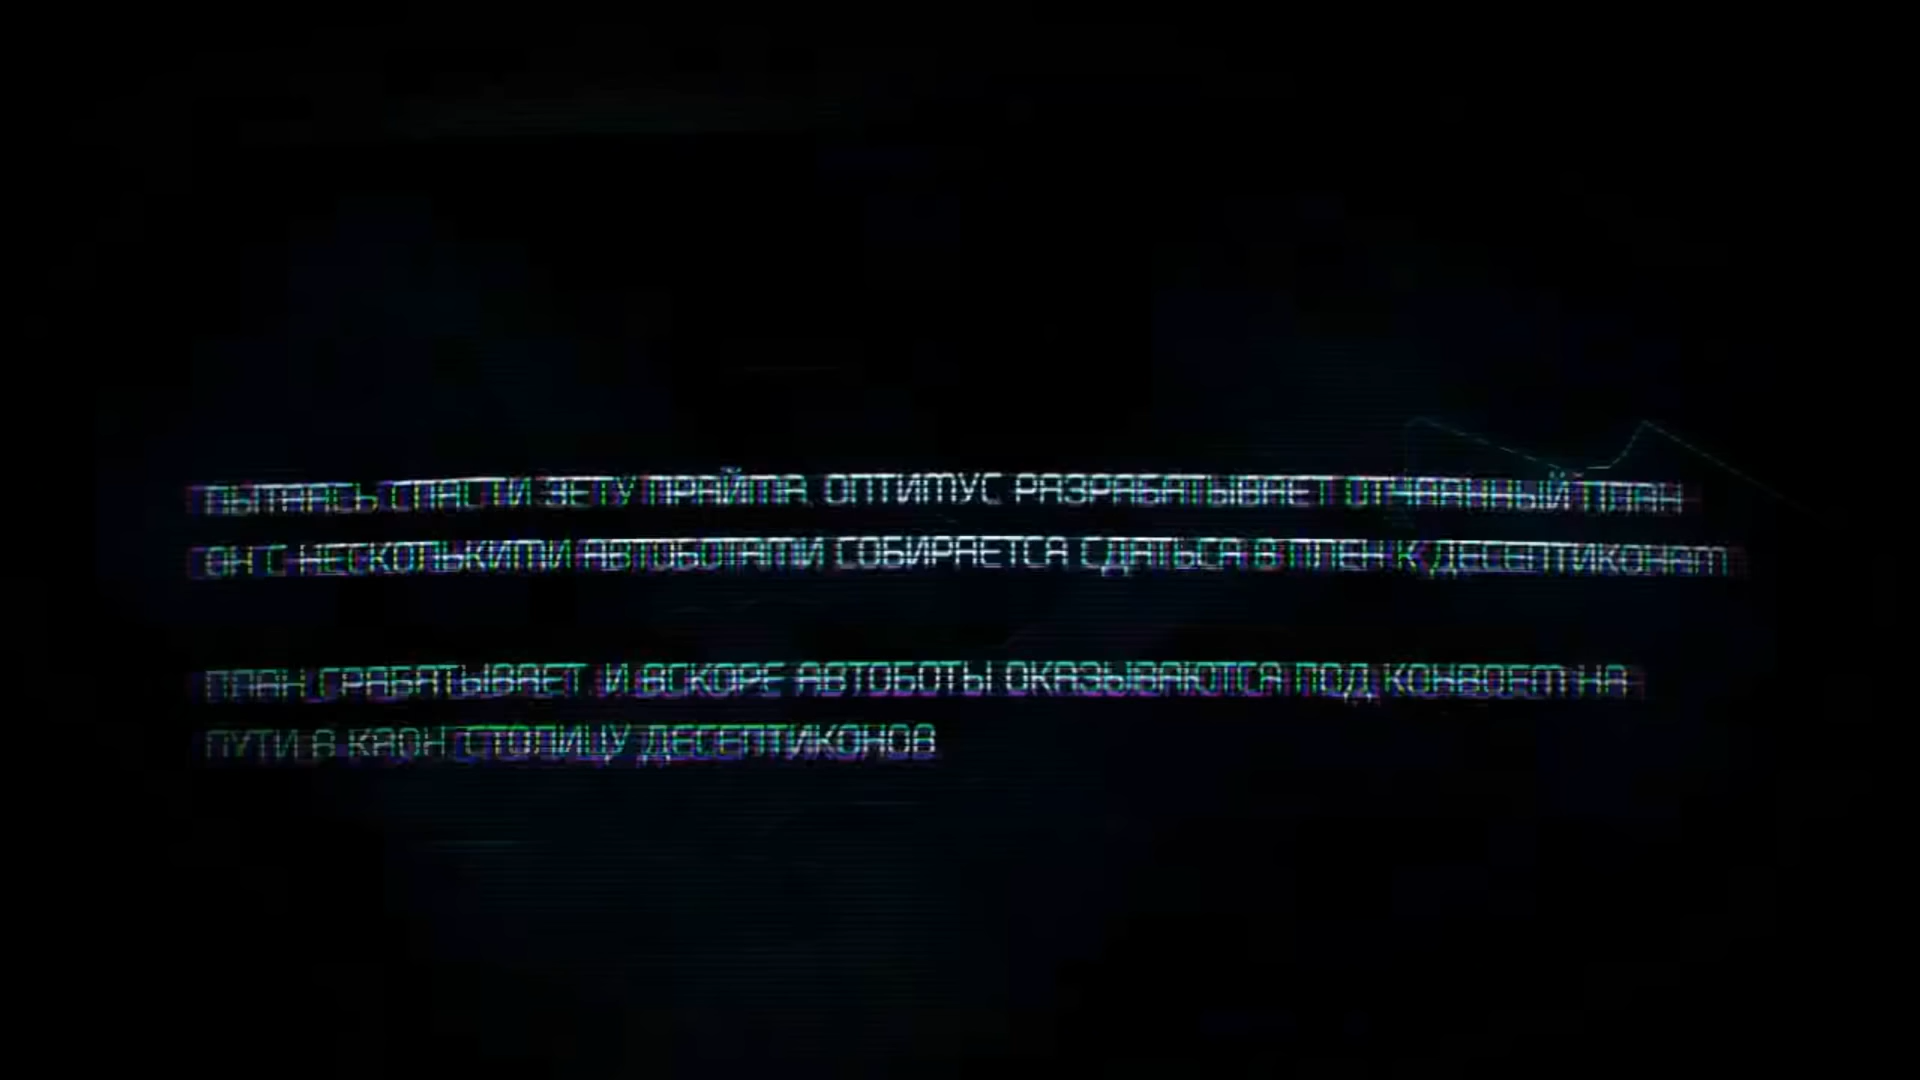 ПЫТАЯСЬ СПАСТИ ЗЕТУ ПРАЙМА, ОПТИМУС РАЗРАБАТЫВАЕТ ОТЧАЯННЫЙ ПЛАН
ОН С НЕСКОЛЬКИМИ АВТОБОТАМИ СОБИРАЕТСЯ СДАТЬСЯ В ПЛЕН К ДЕСЕПТИКОНАМ
ПЛАН СРАБАТЫВАЕТ, И ВСКОРЕ АВТОБОТЫ ОКАЗЫВАЮТСЯ ПОД КОНВОЕМ НА
ПУТИ В КАОН СТОЛИЦУ ДЕСЕПТИКОНОВ